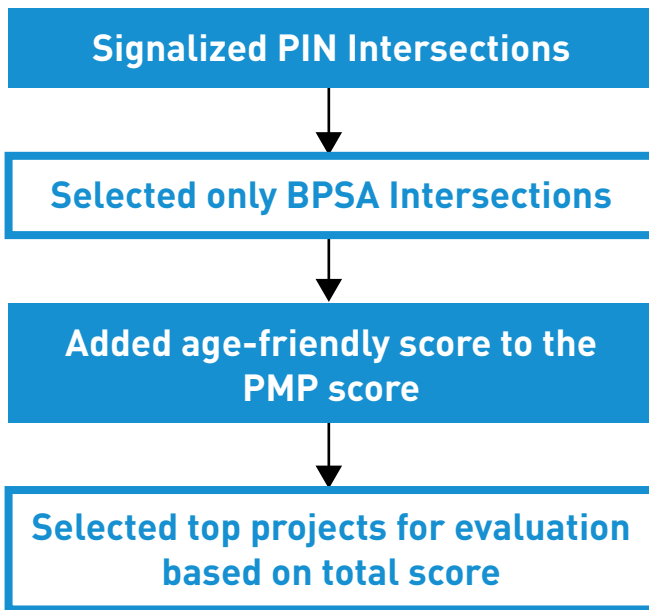 Signalized PIN Intersections
Selected only BPSA Intersections
Added age-friendly score to the
PMP score
Selected top projects for evaluation
based on total score